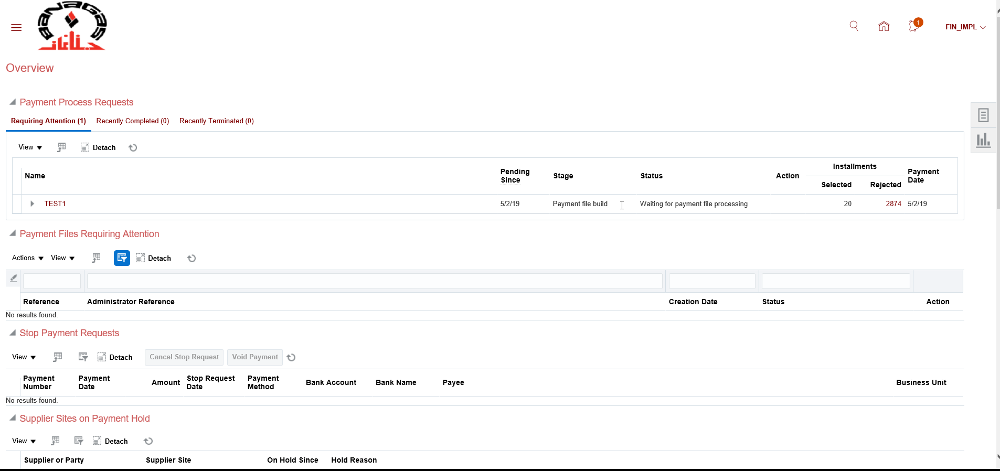 1
FIN_IMPL
Overview
Payment Process Requests
Requiring Attention (1) Recently Completed (0) Recently Terminated (0)
View Detach
Name Pending Since Stage Status Action Installments Selected Rejected Payment Date
TEST1 5/2/19 Payment file build Waiting for payment file processing 20 2874 5/2/19
Payment Files Requiring Attention
Actions View Detach
Reference Administrator Reference Creation Date Status Action
No results found.
Stop Payment Requests
View Detach Cancel Stop Request Void Payment
Payment Number Payment Date Amount Stop Request Date Payment Method Bank Account Bank Name Payee Business Unit
No results found.
Supplier Sites on Payment Hold
View Detach
Supplier or Party Supplier Site On Hold Since Hold Reason